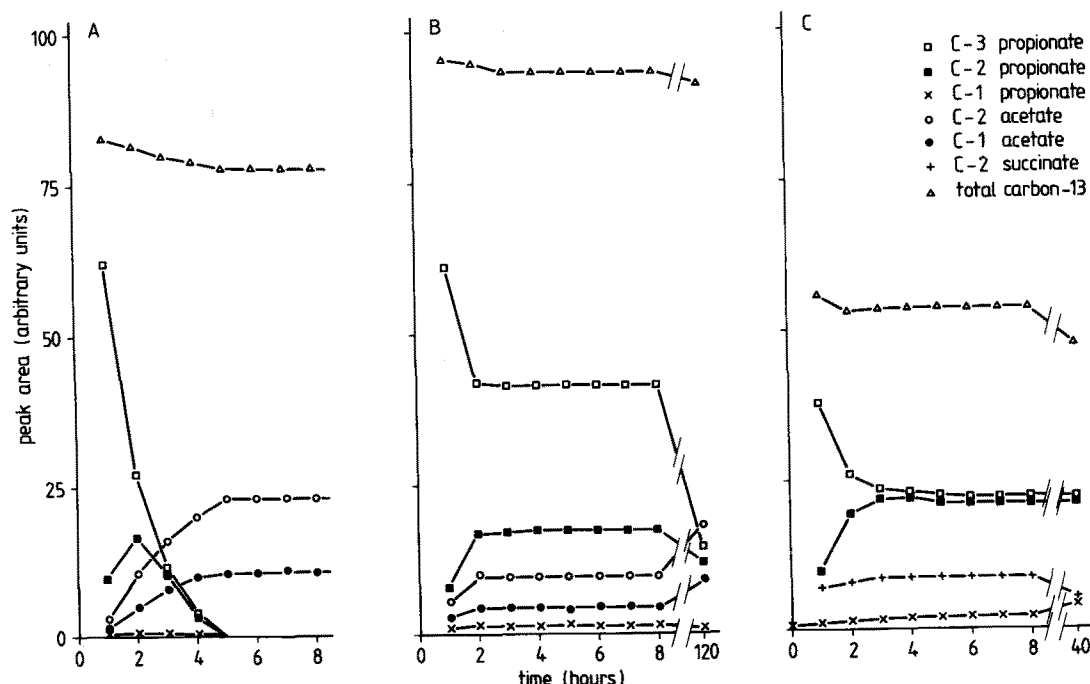 A
B
C
100
75
50
25
0
peak area (arbitrary units)
0 2 4 6 8
0 2 4 6 8 120
0 2 4 6 8 40
time (hours)
C-3 propionate
C-2 propionate
C-1 propionate
C-2 acetate
C-1 acetate
C-2 succinate
total carbon-13